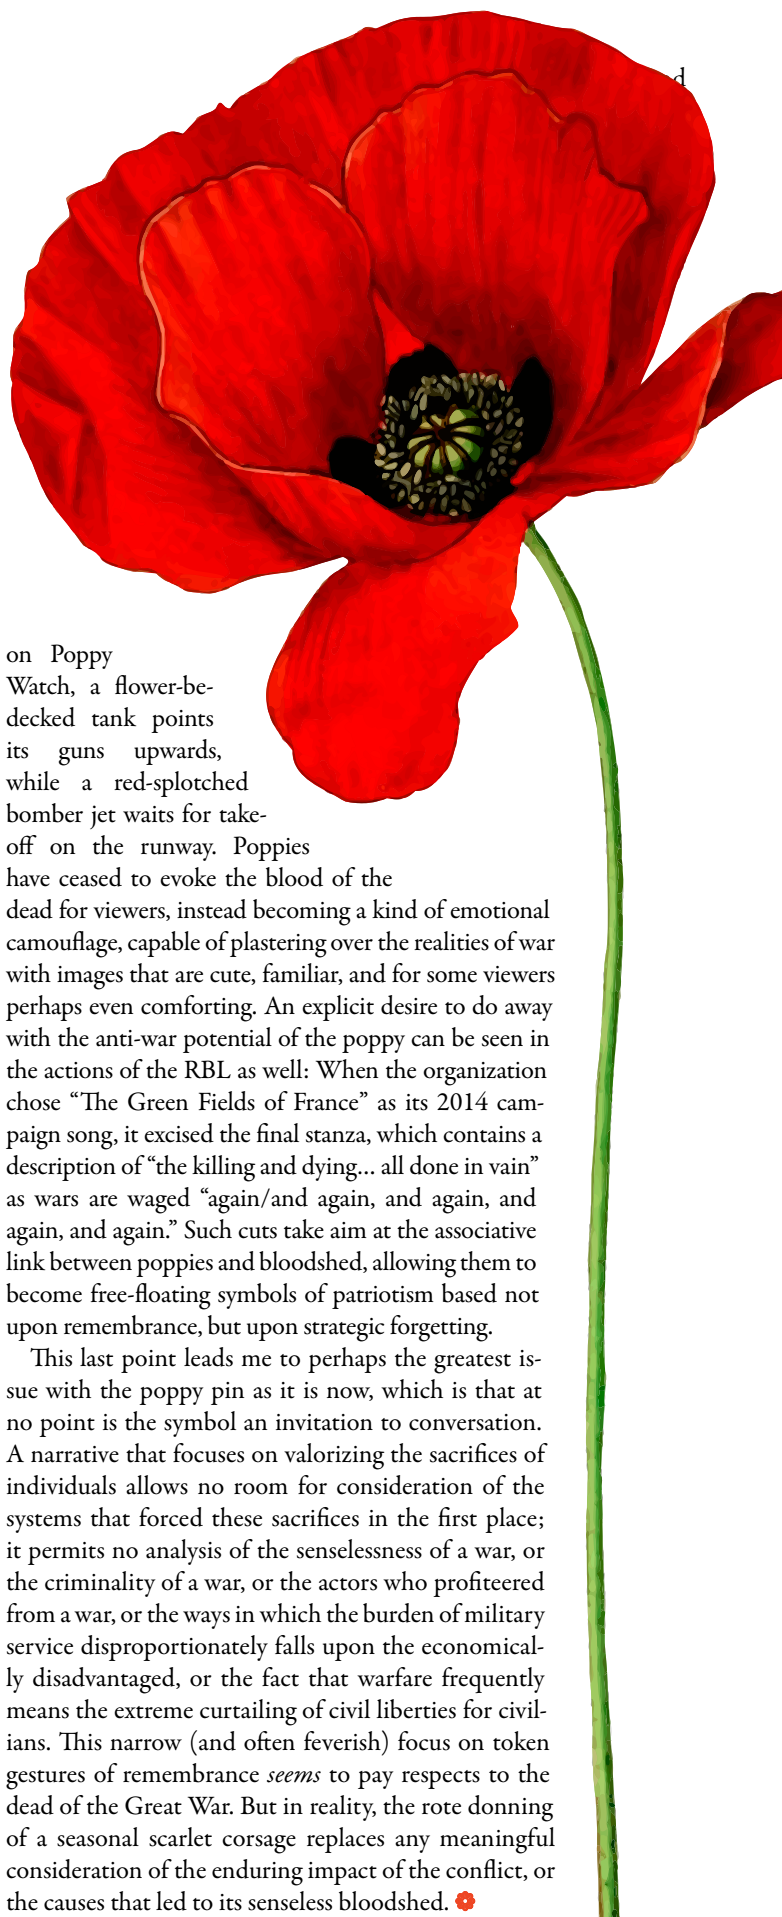 d
on Poppy
Watch, a flower-be-
decked tank points
its guns upwards,
while a red-splotched
bomber jet waits for take-
off on the runway. Poppies
have ceased to evoke the blood of the
dead for viewers, instead becoming a kind of emotional
camouflage, capable of plastering over the realities of war
with images that are cute, familiar, and for some viewers
perhaps even comforting. An explicit desire to do away
with the anti-war potential of the poppy can be seen in
the actions of the RBL as well: When the organization
chose “The Green Fields of France” as its 2014 cam-
paign song, it excised the final stanza, which contains a
description of “the killing and dying... all done in vain”
as wars are waged “again/and again, and again, and
again, and again.” Such cuts take aim at the associative
link between poppies and bloodshed, allowing them to
become free-floating symbols of patriotism based not
upon remembrance, but upon strategic forgetting.
This last point leads me to perhaps the greatest is-
sue with the poppy pin as it is now, which is that at
no point is the symbol an invitation to conversation.
A narrative that focuses on valorizing the sacrifices of
individuals allows no room for consideration of the
systems that forced these sacrifices in the first place;
it permits no analysis of the senselessness of a war, or
the criminality of a war, or the actors who profiteered
from a war, or the ways in which the burden of military
service disproportionately falls upon the economical-
ly disadvantaged, or the fact that warfare frequently
means the extreme curtailing of civil liberties for civil-
ians. This narrow (and often feverish) focus on token
gestures of remembrance seems to pay respects to the
dead of the Great War. But in reality, the rote donning
of a seasonal scarlet corsage replaces any meaningful
consideration of the enduring impact of the conflict, or
the causes that led to its senseless bloodshed.